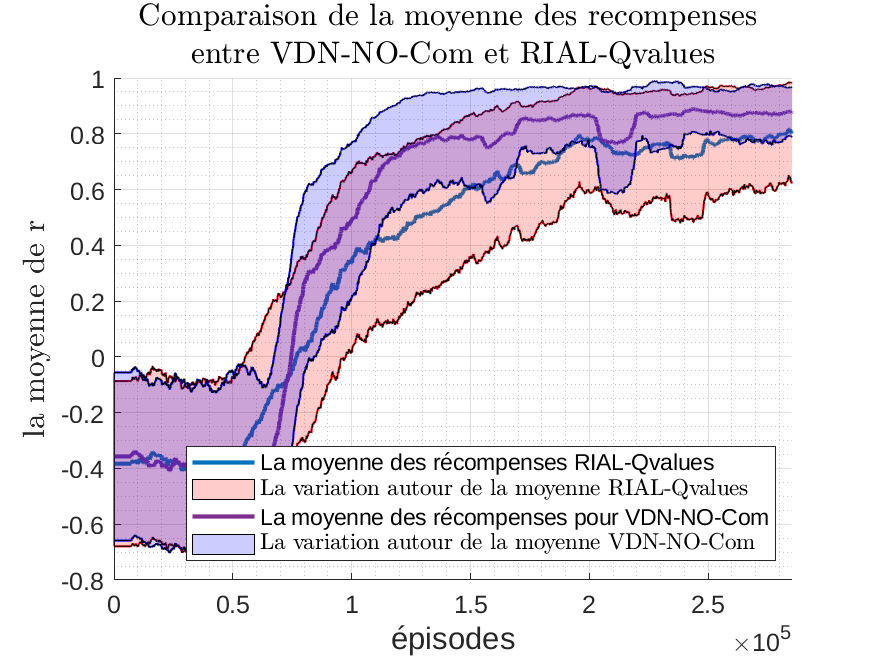 Comparaison de la moyenne des recompenses
entre VDN-NO-Com et RIAL-Qvalues
la moyenne de r
1
0.8
0.6
0.4
0.2
0
-0.2
-0.4
-0.6
-0.8
La moyenne des récompenses RIAL-Qvalues
La variation autour de la moyenne RIAL-Qvalues
La moyenne des récompenses pour VDN-NO-Com
La variation autour de la moyenne VDN-NO-Com
0 0.5 1 1.5 2 2.5
épisodes
×10⁵